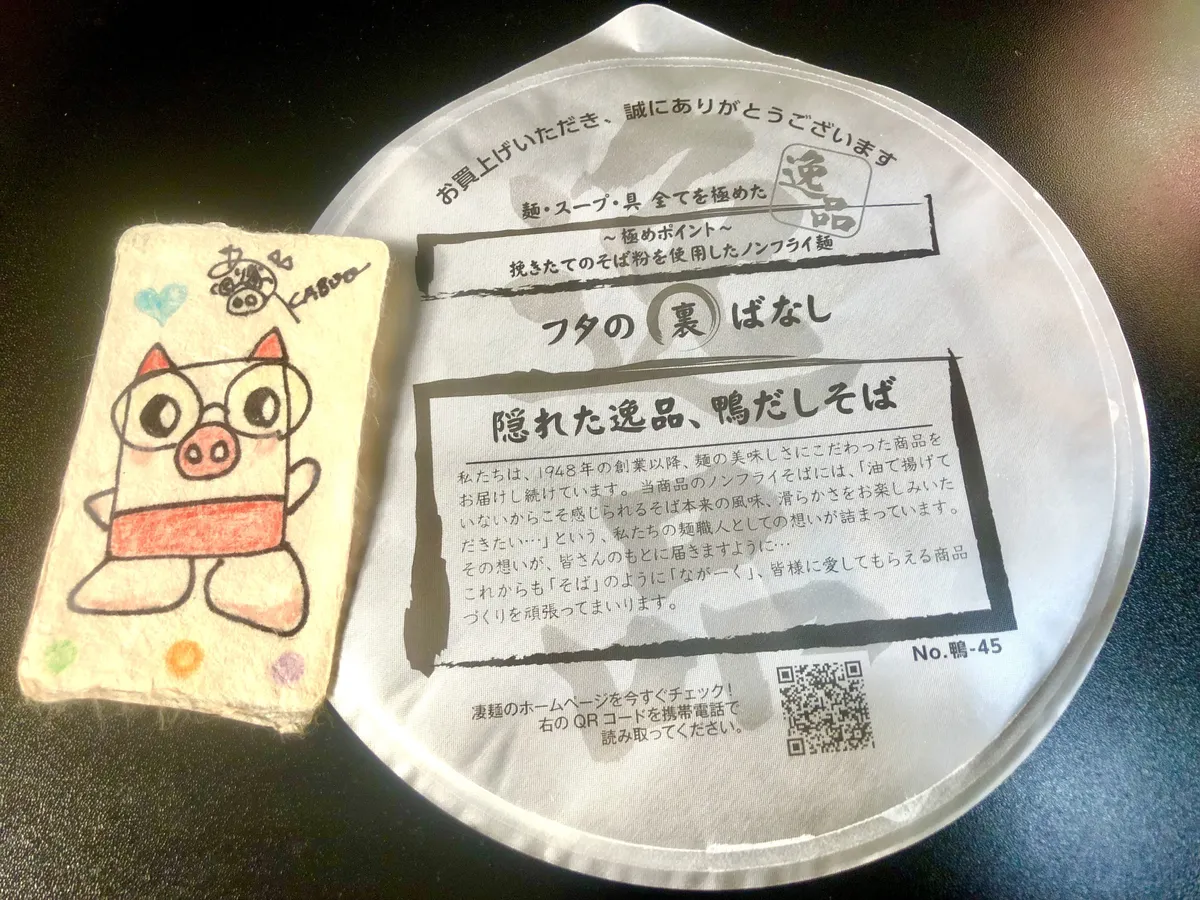 お買上げいただき、誠にありがとうございます
逸品
麺・スープ・具 全てを極めた
～極めポイント～
挽きたてのそば粉を使用したノンフライ麺
フタの裏ばなし
隠れた逸品、鴨だしそば
私たちは、1948年の創業以降、麺の美味しさにこだわった商品を
お届けし続けています。当商品のノンフライそばには、「油で揚げて
いないからこそ感じられるそば本来の風味、滑らかさをお楽しみいた
だきたい…」という、私たちの麺職人としての想いが詰まっています。
その想いが、皆さんのもとに届きますように…
これからも「そば」のように「ながーく」、皆様に愛してもらえる商品
づくりを頑張ってまいります。
No.鴨-45
凄麺のホームページを今すぐチェック！
右のQRコードを携帯電話で
読み取ってください。